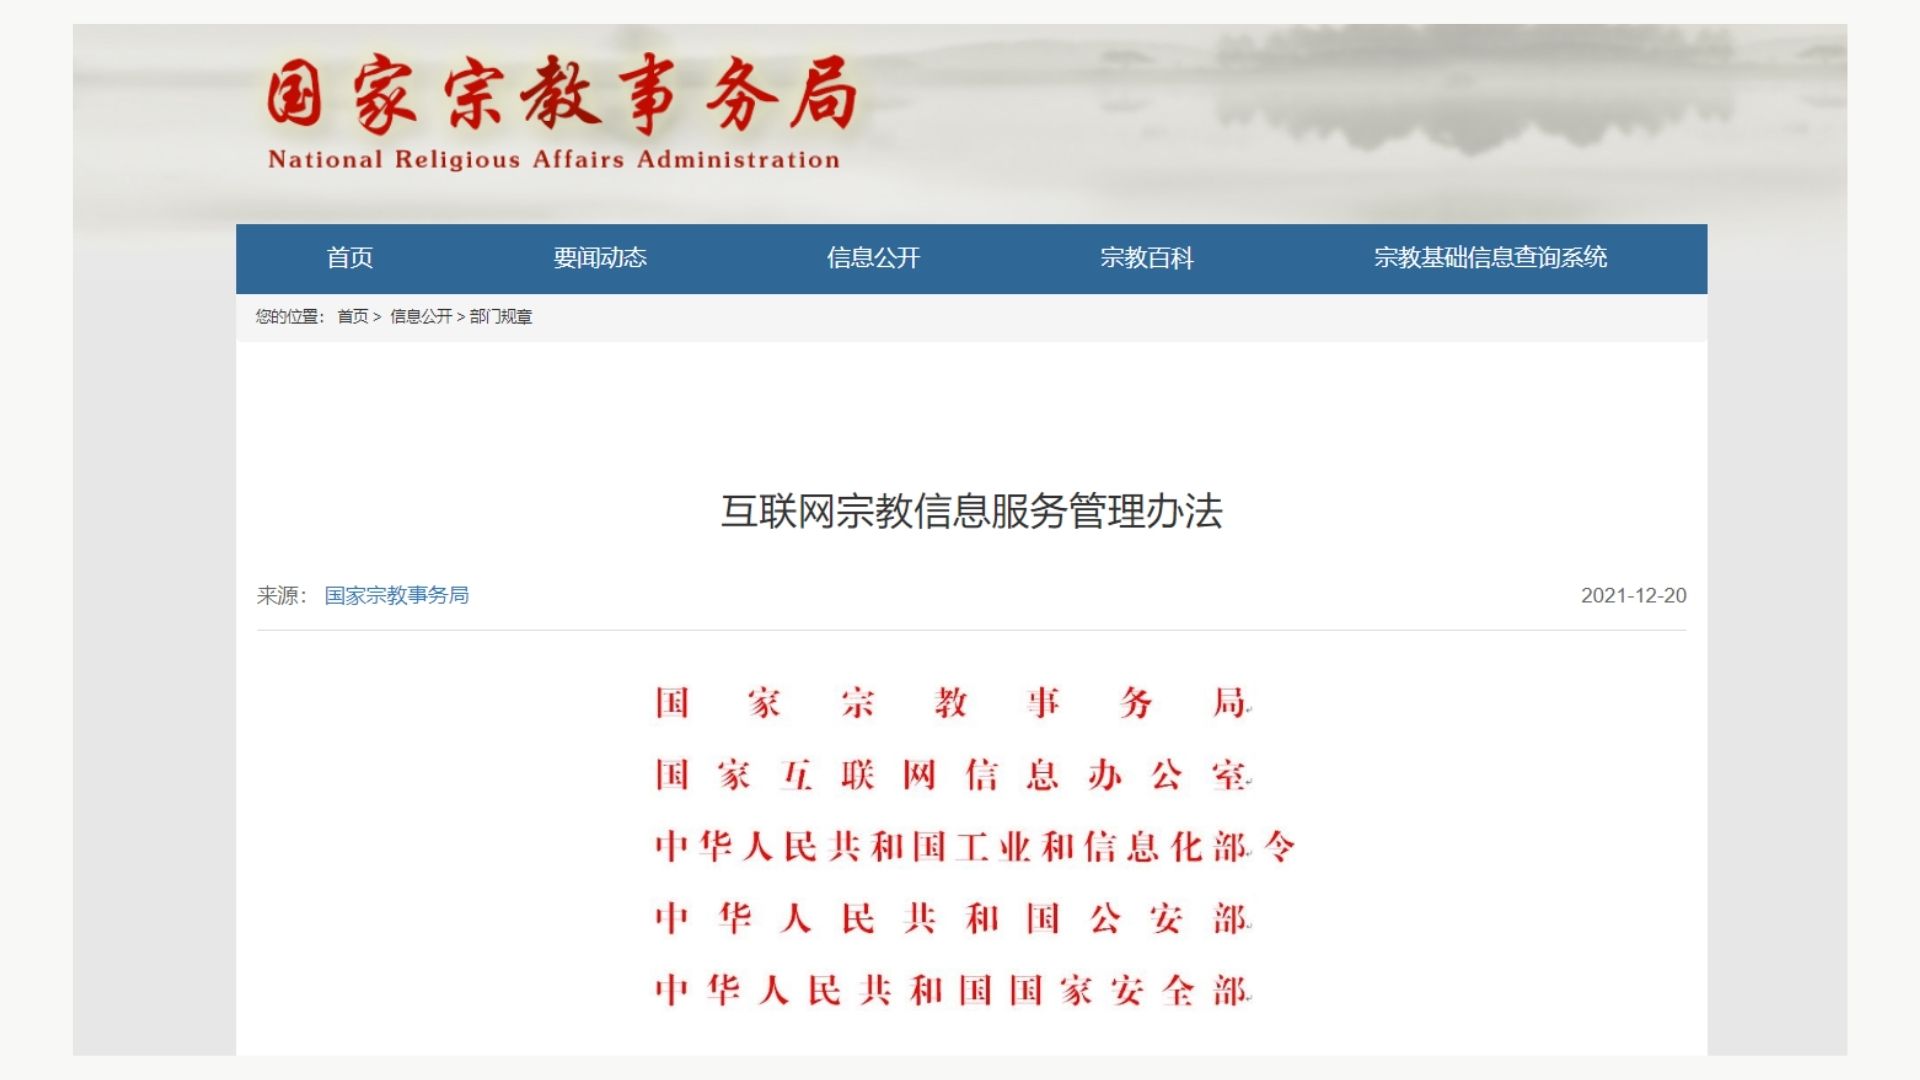 国家宗教事务局
National Religious Affairs Administration
首页 要闻动态 信息公开 宗教百科 宗教基础信息查询系统
您的位置： 首页 > 信息公开 > 部门规章
互联网宗教信息服务管理办法
来源： 国家宗教事务局 2021-12-20
国家宗教事务局
国家互联网信息办公室
中华人民共和国工业和信息化部 令
中华人民共和国公安部
中华人民共和国国家安全部